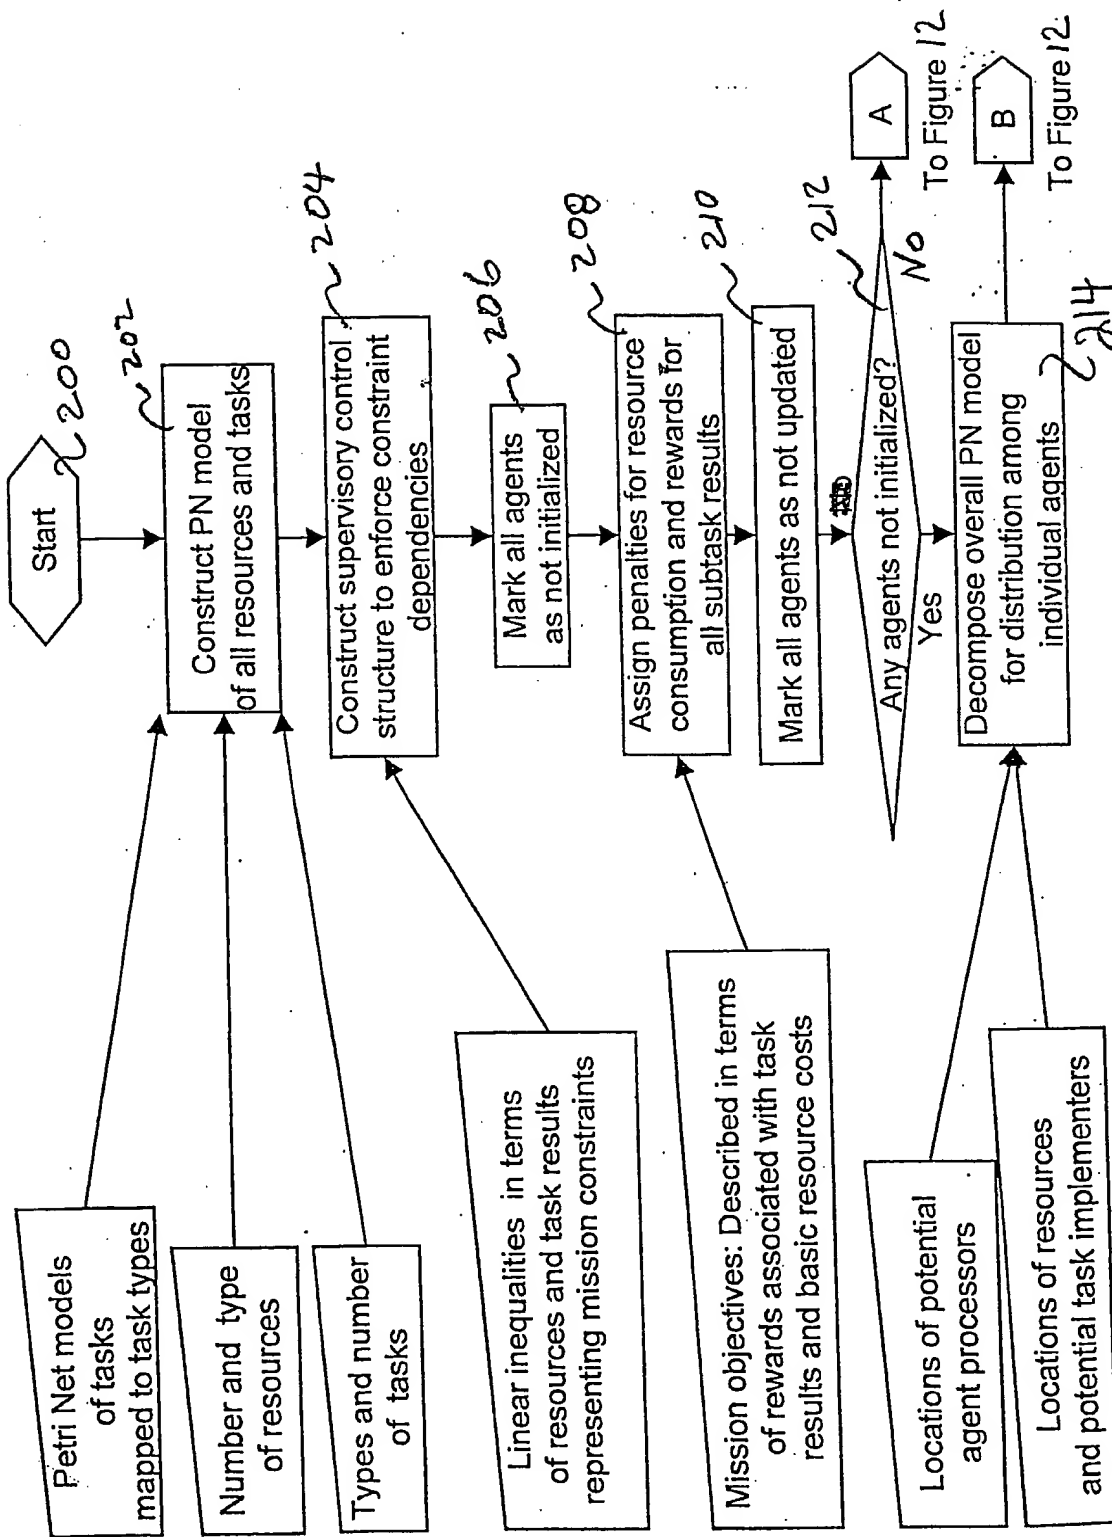 Start
200
Petri Net models
of tasks
mapped to task types
Number and type
of resources
Types and number
of tasks
Construct PN model
of all resources and tasks
202
Linear inequalities in terms
of resources and task results
representing mission constraints
Construct supervisory control
structure to enforce constraint
dependencies
204
Mark all agents
as not initialized
206
Mission objectives: Described in terms
of rewards associated with task
results and basic resource costs
Assign penalties for resource
consumption and rewards for
all subtask results
208
Mark all agents as not updated
210
Any agents not initialized?
212
No
A
To Figure 12
Yes
Locations of potential
agent processors
Locations of resources
and potential task implementers
Decompose overall PN model
for distribution among
individual agents
214
B
To Figure 12